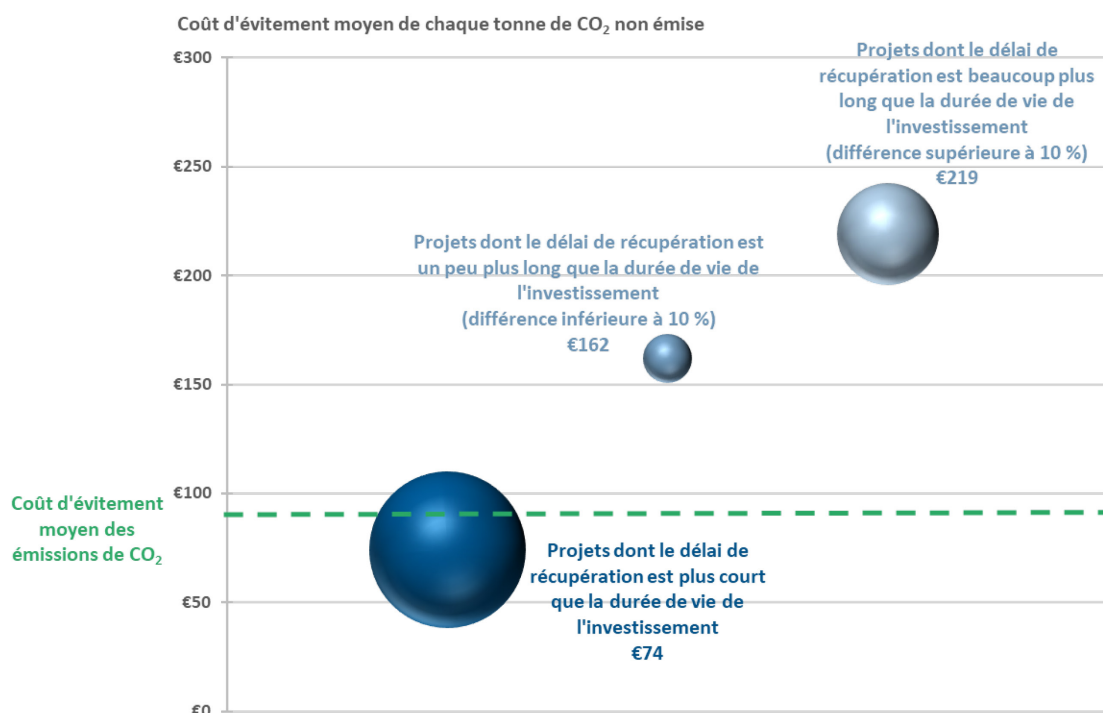 Coût d'évitement moyen de chaque tonne de CO₂ non émise
€300
Projets dont le délai de
récupération est beaucoup plus
long que la durée de vie de
l'investissement
(différence supérieure à 10 %)
€219
€250
Projets dont le délai de récupération est
un peu plus long que la durée de vie de
l'investissement
(différence inférieure à 10 %)
€162
€200
€150
€100
Coût d'évitement
moyen des
émissions de CO₂
Projets dont le délai de
récupération est plus court
que la durée de vie de
l'investissement
€74
€50
€0